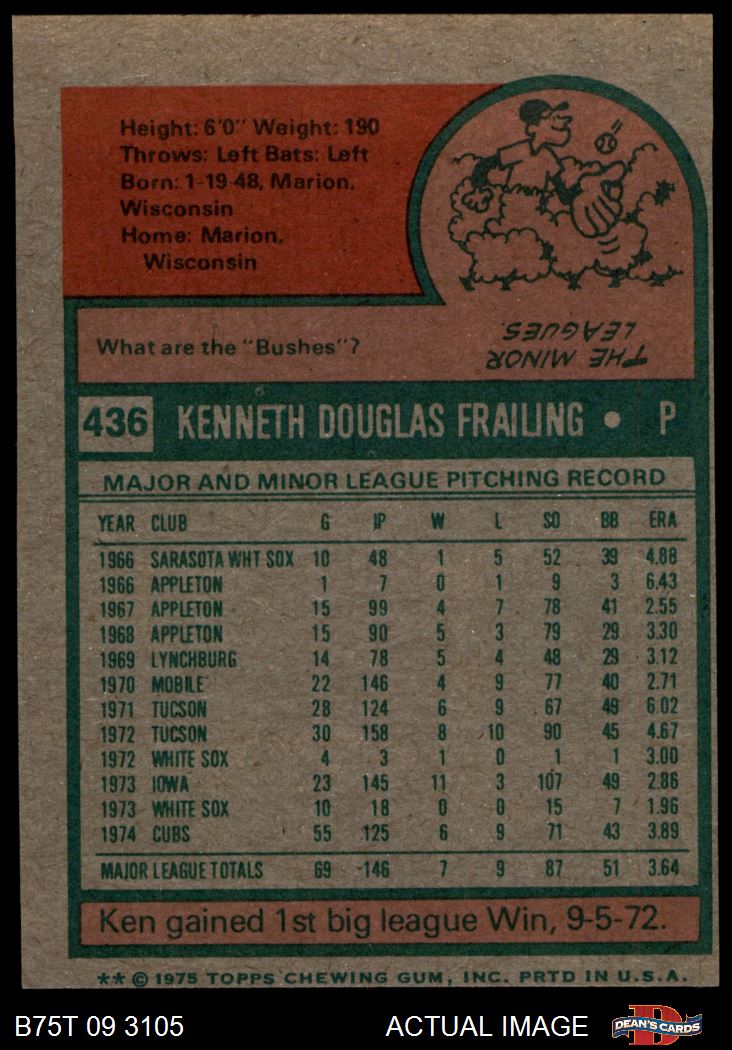 Height: 6'0" Weight: 190
Throws: Left Bats: Left
Born: 1-19-48, Marion,
Wisconsin
Home: Marion,
Wisconsin
What are the "Bushes"?
THE MINOR
LEAGUES.
436 KENNETH DOUGLAS FRAILING • P
MAJOR AND MINOR LEAGUE PITCHING RECORD
YEAR CLUB G IP W L SO BB ERA
1966 SARASOTA WHT SOX 10 48 1 5 52 39 4.88
1966 APPLETON 1 7 0 1 9 3 6.43
1967 APPLETON 15 99 4 7 78 41 2.55
1968 APPLETON 15 90 5 3 79 29 3.30
1969 LYNCHBURG 14 78 5 4 48 29 3.12
1970 MOBILE 22 146 4 9 77 40 2.71
1971 TUCSON 28 124 6 9 67 49 6.02
1972 TUCSON 30 158 8 10 90 45 4.67
1972 WHITE SOX 4 3 1 0 1 1 3.00
1973 IOWA 23 145 11 3 107 49 2.86
1973 WHITE SOX 10 18 0 0 15 7 1.96
1974 CUBS 55 125 6 9 71 43 3.89
MAJOR LEAGUE TOTALS 69 146 7 9 87 51 3.64
Ken gained 1st big league Win, 9-5-72.
** © 1975 TOPPS CHEWING GUM, INC. PRTD IN U.S.A.
B75T 09 3105 ACTUAL IMAGE D DEAN'S CARDS